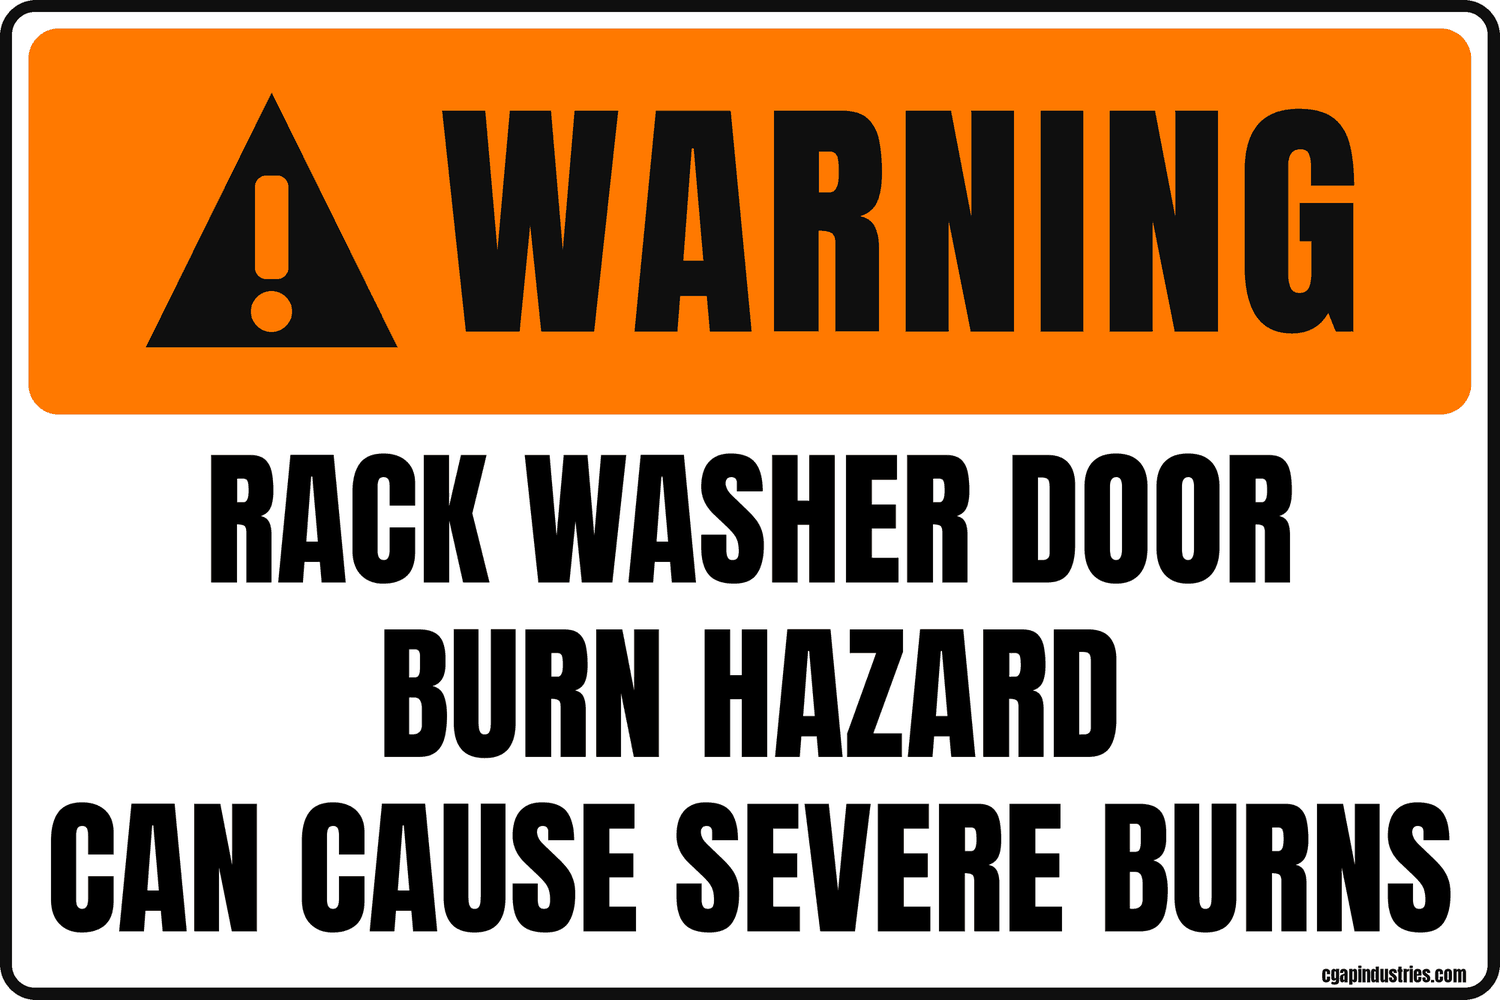 WARNING
RACK WASHER DOOR
BURN HAZARD
CAN CAUSE SEVERE BURNS
cgapindustries.com